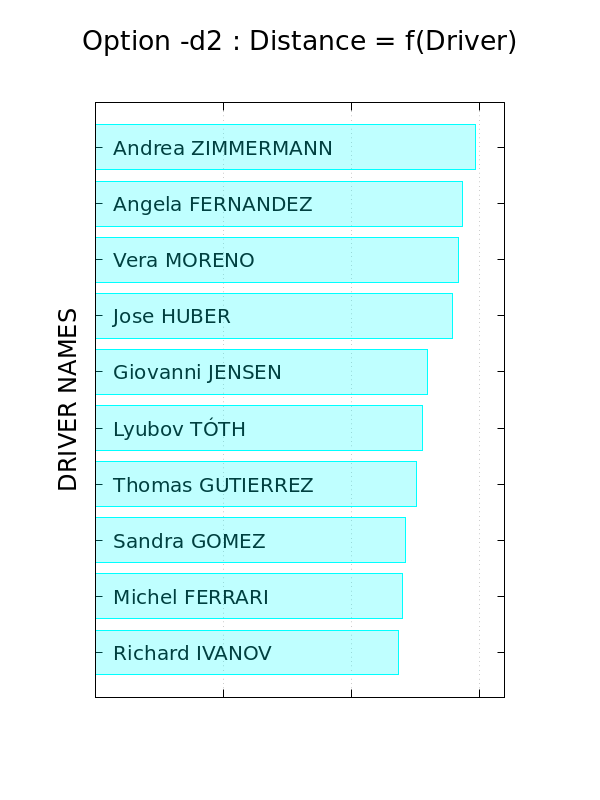 Option -d2 : Distance = f(Driver)
DRIVER NAMES
Andrea ZIMMERMANN
Angela FERNANDEZ
Vera MORENO
Jose HUBER
Giovanni JENSEN
Lyubov TÓTH
Thomas GUTIERREZ
Sandra GOMEZ
Michel FERRARI
Richard IVANOV